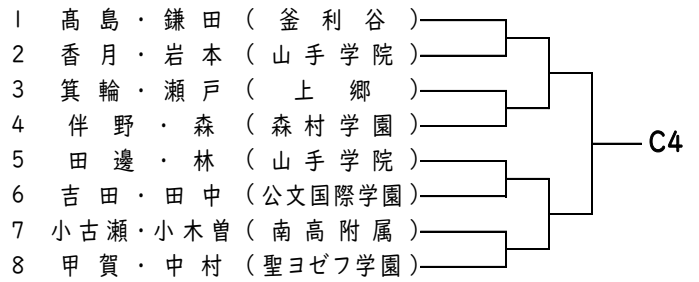 1 髙島・鎌田(釜利谷)
2 香月・岩本(山手学院)
3 箕輪・瀬戸(上郷)
4 伴野・森(森村学園)
5 田邊・林(山手学院)
6 吉田・田中(公文国際学園)
7 小古瀬・小木曽(南高附属)
8 甲賀・中村(聖ヨゼフ学園)
C4